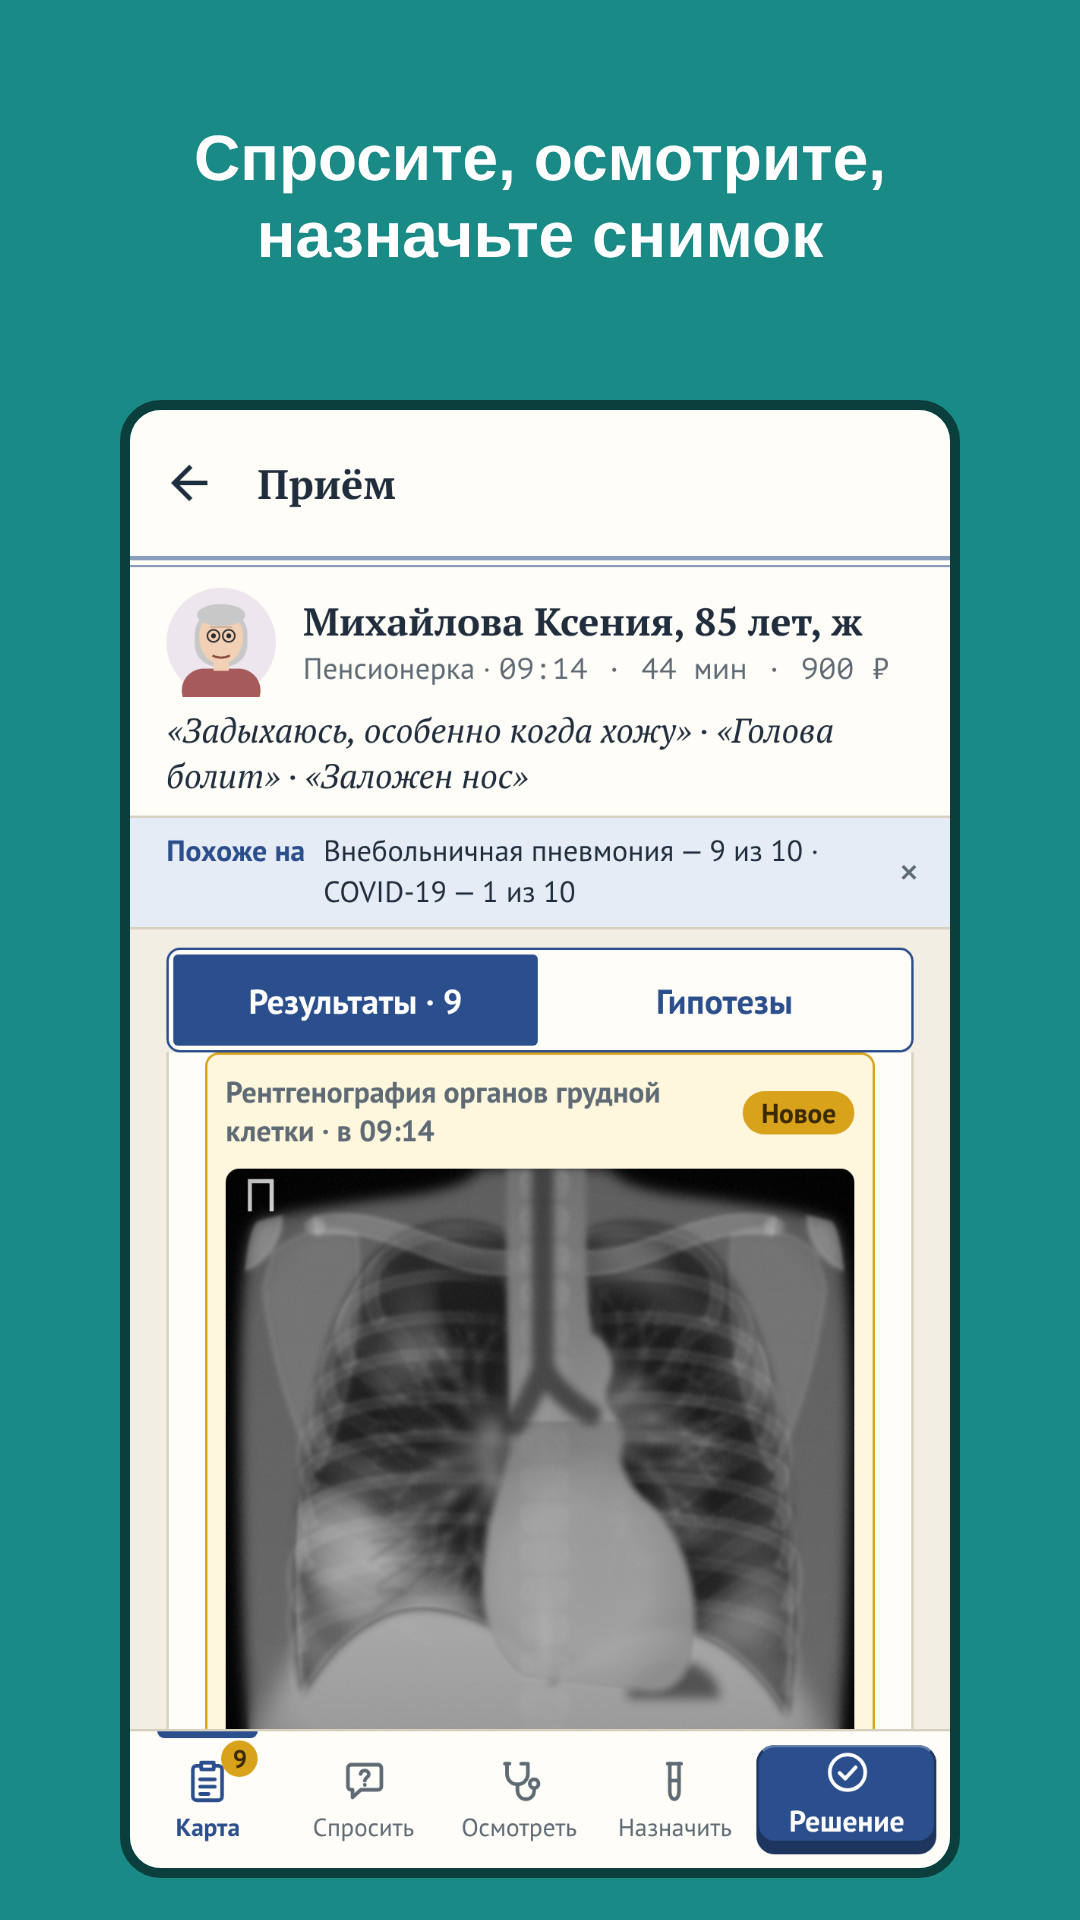 Спросите, осмотрите,
назначьте снимок
Приём
Михайлова Ксения, 85 лет, ж
Пенсионерка · 09:14 · 44 мин · 900 ₽
«Задыхаюсь, особенно когда хожу» · «Голова
болит» · «Заложен нос»
Похоже на Внебольничная пневмония — 9 из 10 ·
COVID-19 — 1 из 10
×
Результаты · 9
Гипотезы
Рентгенография органов грудной
клетки · в 09:14
Новое
П
9
Карта
Спросить
Осмотреть
Назначить
Решение